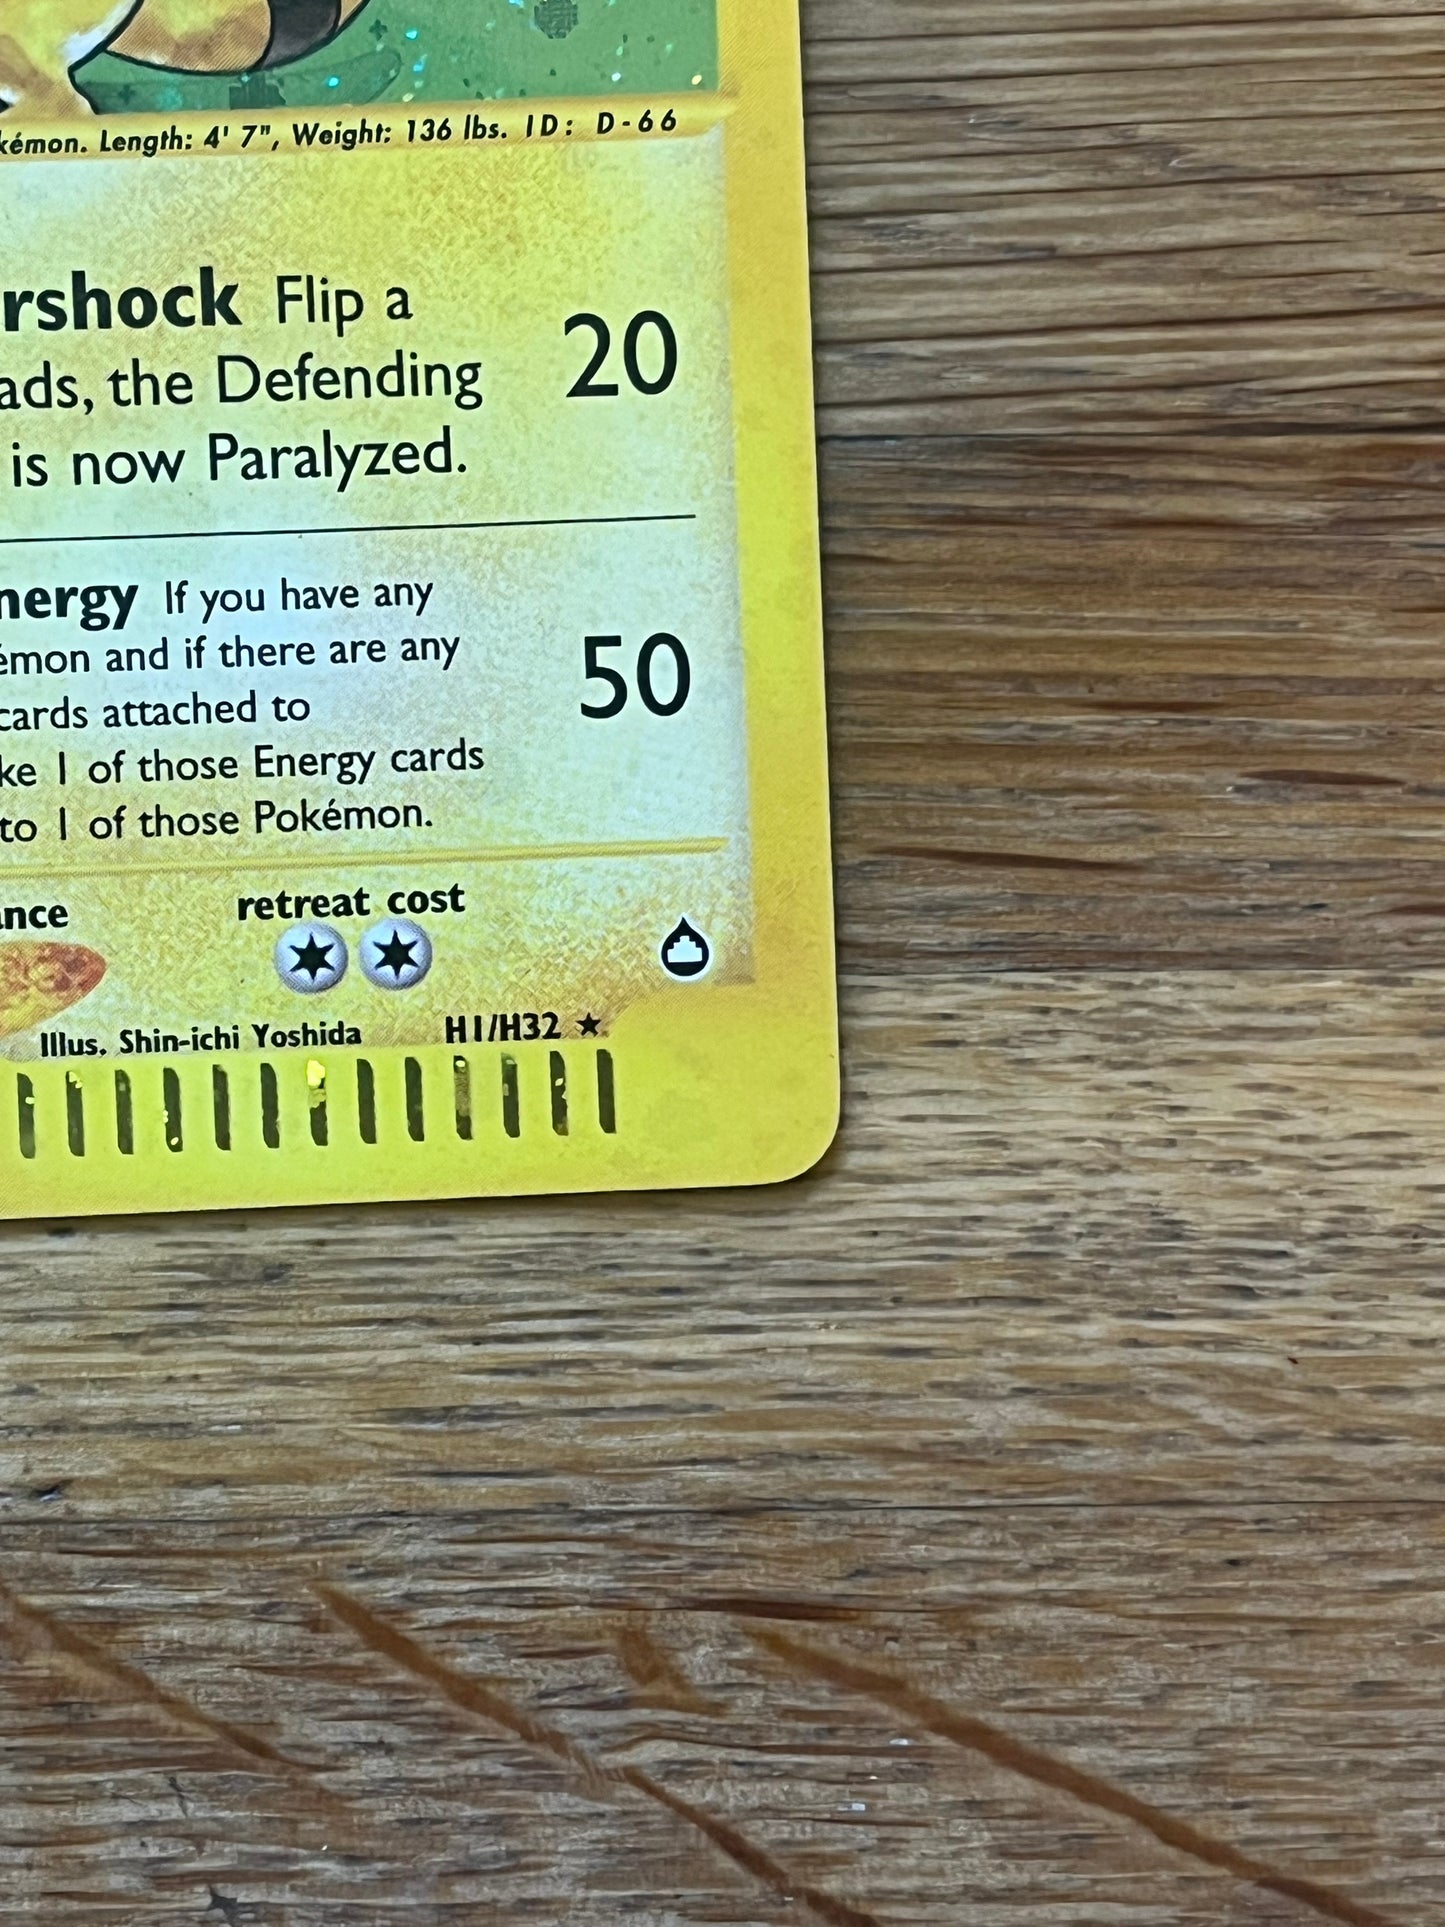 kémon. Length: 4' 7", Weight: 136 lbs. ID: D-66
rshock Flip a
ads, the Defending
is now Paralyzed.
20
nergy If you have any
émon and if there are any
cards attached to
ke 1 of those Energy cards
to 1 of those Pokémon.
50
ance
retreat cost
Illus. Shin-ichi Yoshida
H1/H32 ★